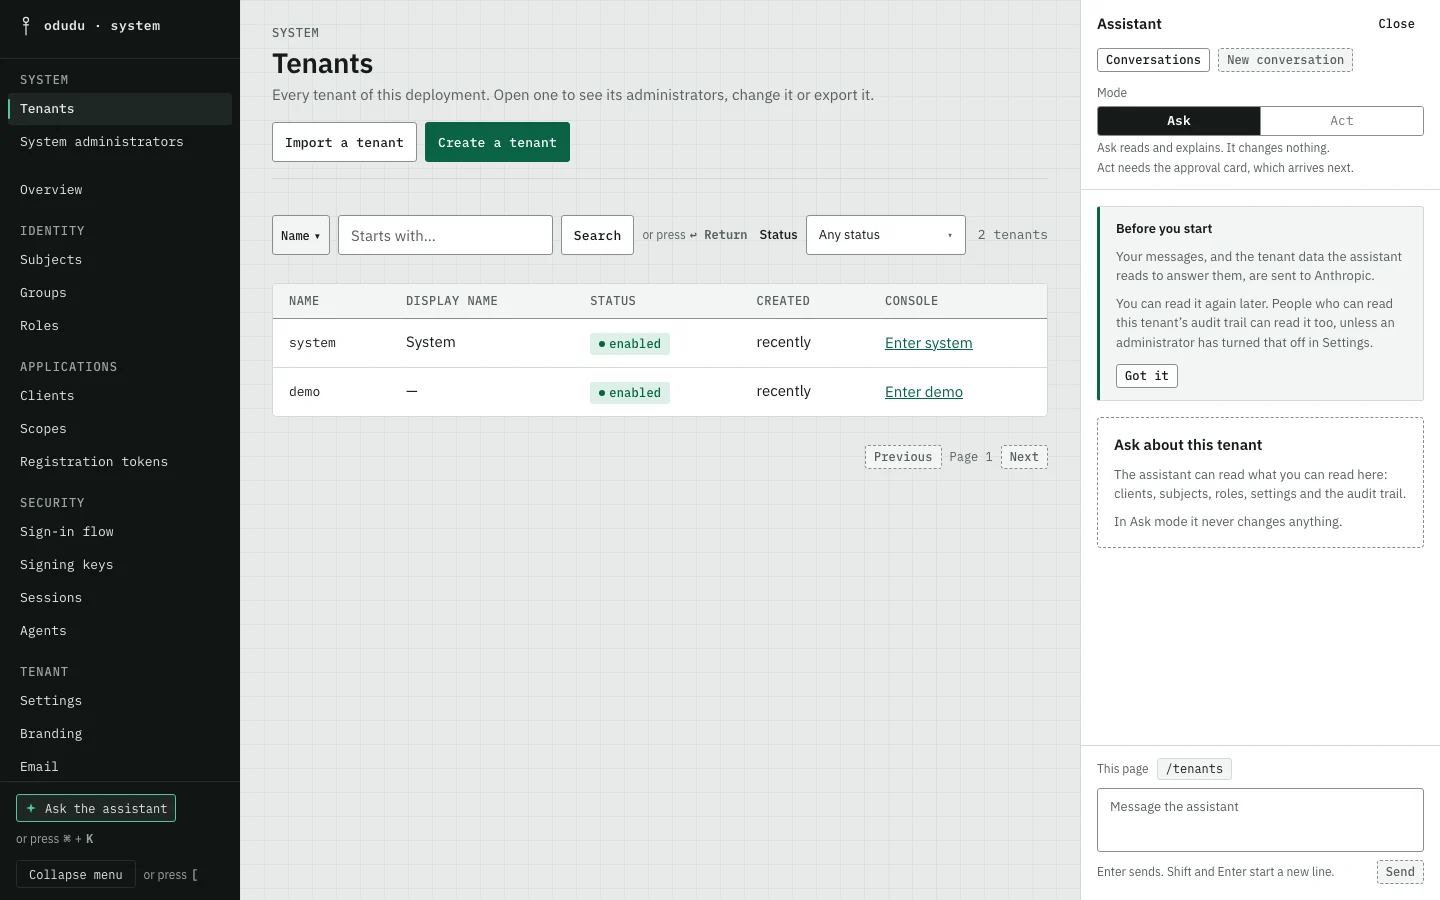 odudu · system
SYSTEM
Tenants
System administrators
Overview
IDENTITY
Subjects
Groups
Roles
APPLICATIONS
Clients
Scopes
Registration tokens
SECURITY
Sign-in flow
Signing keys
Sessions
Agents
TENANT
Settings
Branding
Email
Ask the assistant
or press ⌘ + K
Collapse menu or press [
SYSTEM
Tenants
Every tenant of this deployment. Open one to see its administrators, change it or export it.
Import a tenant Create a tenant
Name ▾ Starts with... Search or press ↩ Return Status Any status ▾ 2 tenants
NAME DISPLAY NAME STATUS CREATED CONSOLE
system System enabled recently Enter system
demo — enabled recently Enter demo
Previous Page 1 Next
Assistant Close
Conversations New conversation
Mode
Ask Act
Ask reads and explains. It changes nothing.
Act needs the approval card, which arrives next.
Before you start
Your messages, and the tenant data the assistant
reads to answer them, are sent to Anthropic.
You can read it again later. People who can read
this tenant's audit trail can read it too, unless an
administrator has turned that off in Settings.
Got it
Ask about this tenant
The assistant can read what you can read here:
clients, subjects, roles, settings and the audit trail.
In Ask mode it never changes anything.
This page /tenants
Message the assistant
Enter sends. Shift and Enter start a new line. Send